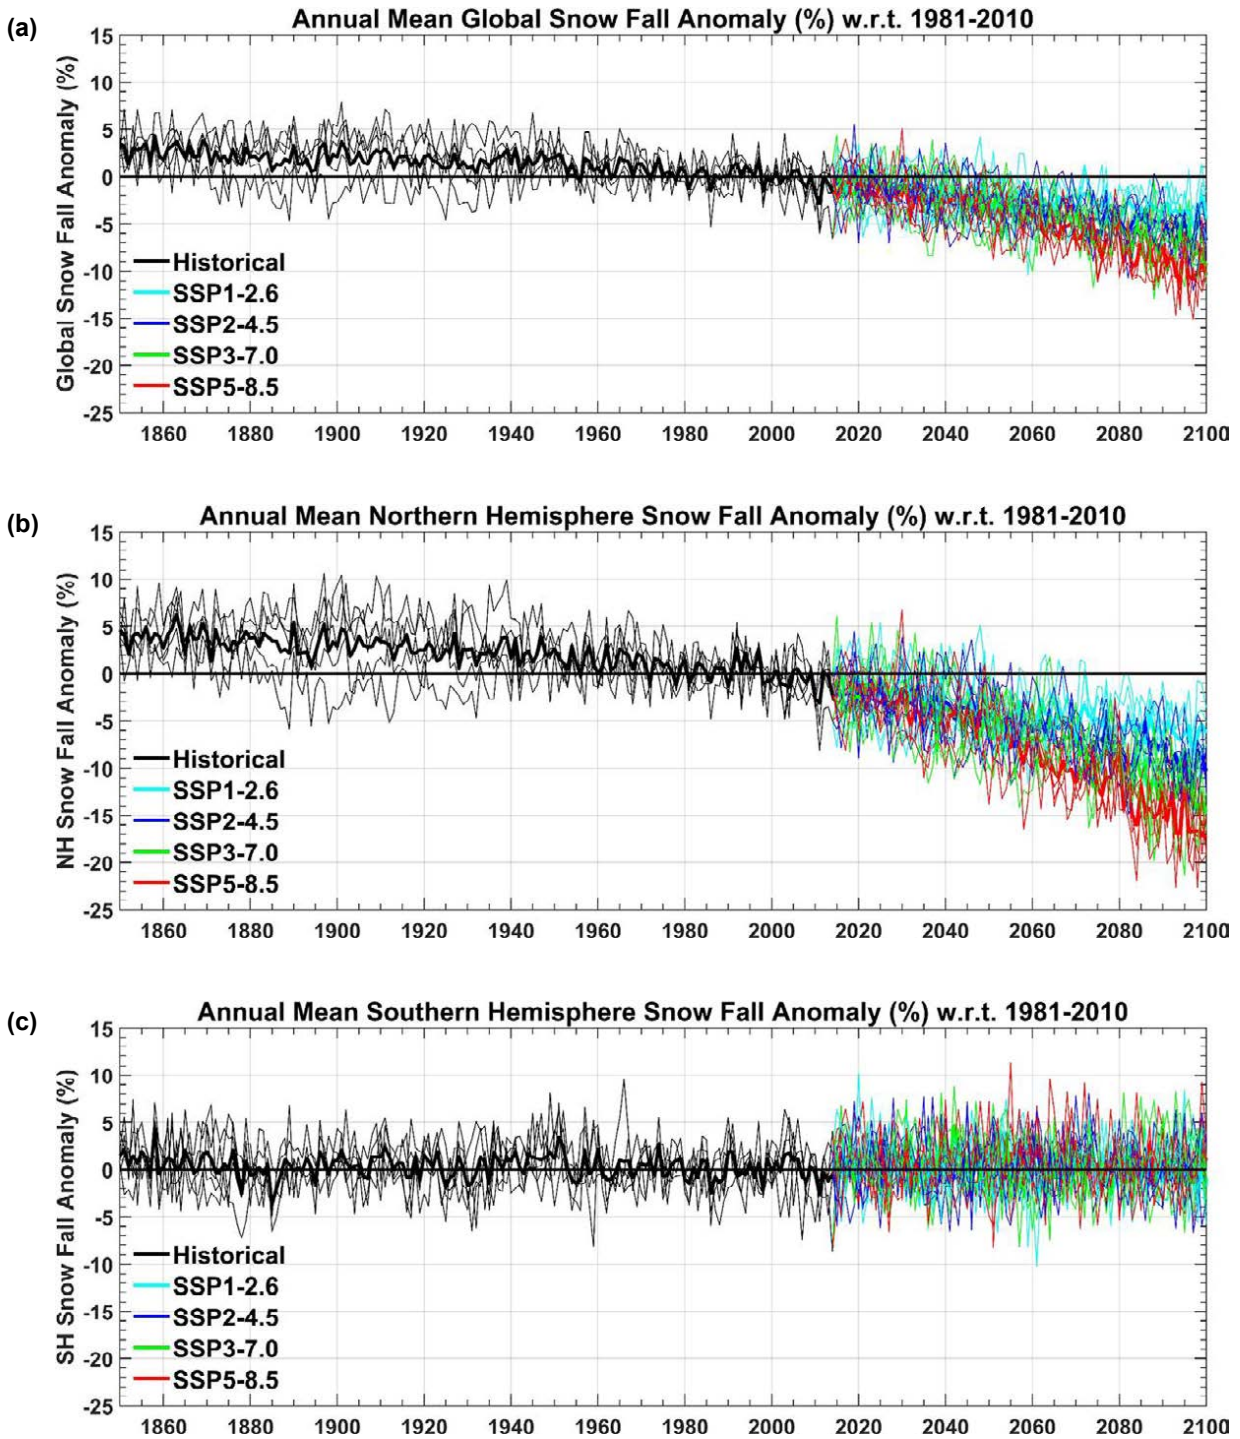 (a)
Annual Mean Global Snow Fall Anomaly (%) w.r.t. 1981-2010
Global Snow Fall Anomaly (%)
15
10
5
0
-5
-10
-15
-20
-25
Historical
SSP1-2.6
SSP2-4.5
SSP3-7.0
SSP5-8.5
1860 1880 1900 1920 1940 1960 1980 2000 2020 2040 2060 2080 2100
(b)
Annual Mean Northern Hemisphere Snow Fall Anomaly (%) w.r.t. 1981-2010
NH Snow Fall Anomaly (%)
15
10
5
0
-5
-10
-15
-20
-25
Historical
SSP1-2.6
SSP2-4.5
SSP3-7.0
SSP5-8.5
1860 1880 1900 1920 1940 1960 1980 2000 2020 2040 2060 2080 2100
(c)
Annual Mean Southern Hemisphere Snow Fall Anomaly (%) w.r.t. 1981-2010
SH Snow Fall Anomaly (%)
15
10
5
0
-5
-10
-15
-20
-25
Historical
SSP1-2.6
SSP2-4.5
SSP3-7.0
SSP5-8.5
1860 1880 1900 1920 1940 1960 1980 2000 2020 2040 2060 2080 2100